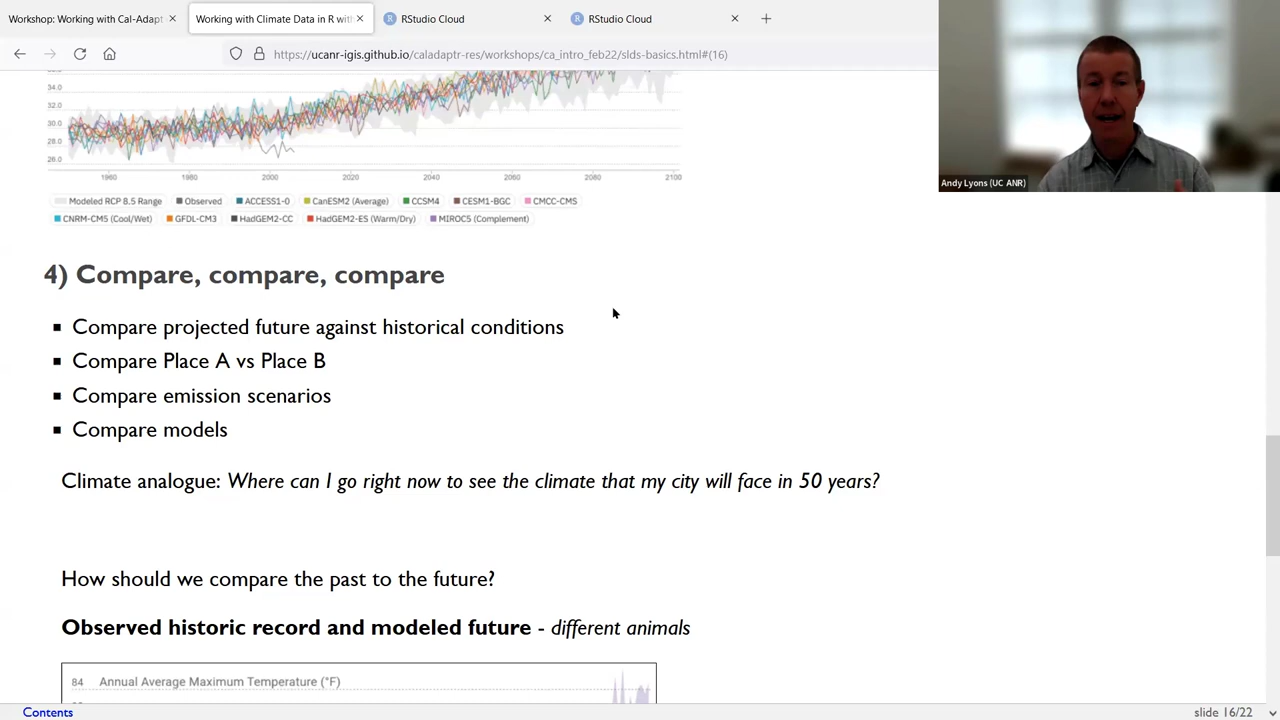 Workshop: Working with Cal-Adapt
Working with Climate Data in R with
RStudio Cloud
RStudio Cloud
https://ucanr-igis.github.io/caladaptr-res/workshops/ca_intro_feb22/slds-basics.html#(16)
34.0
32.0
30.0
28.0
26.0
1960
1980
2000
2020
2040
2060
2080
2100
Modeled RCP 8.5 Range
Observed
ACCESS1-0
CanESM2 (Average)
CCSM4
CESM1-BGC
CMCC-CMS
CNRM-CM5 (Cool/Wet)
GFDL-CM3
HadGEM2-CC
HadGEM2-ES (Warm/Dry)
MIROC5 (Complement)
Andy Lyons (UC ANR)
4) Compare, compare, compare
▪ Compare projected future against historical conditions
▪ Compare Place A vs Place B
▪ Compare emission scenarios
▪ Compare models
Climate analogue: Where can I go right now to see the climate that my city will face in 50 years?
How should we compare the past to the future?
Observed historic record and modeled future - different animals
84 Annual Average Maximum Temperature (°F)
Contents
slide 16/22